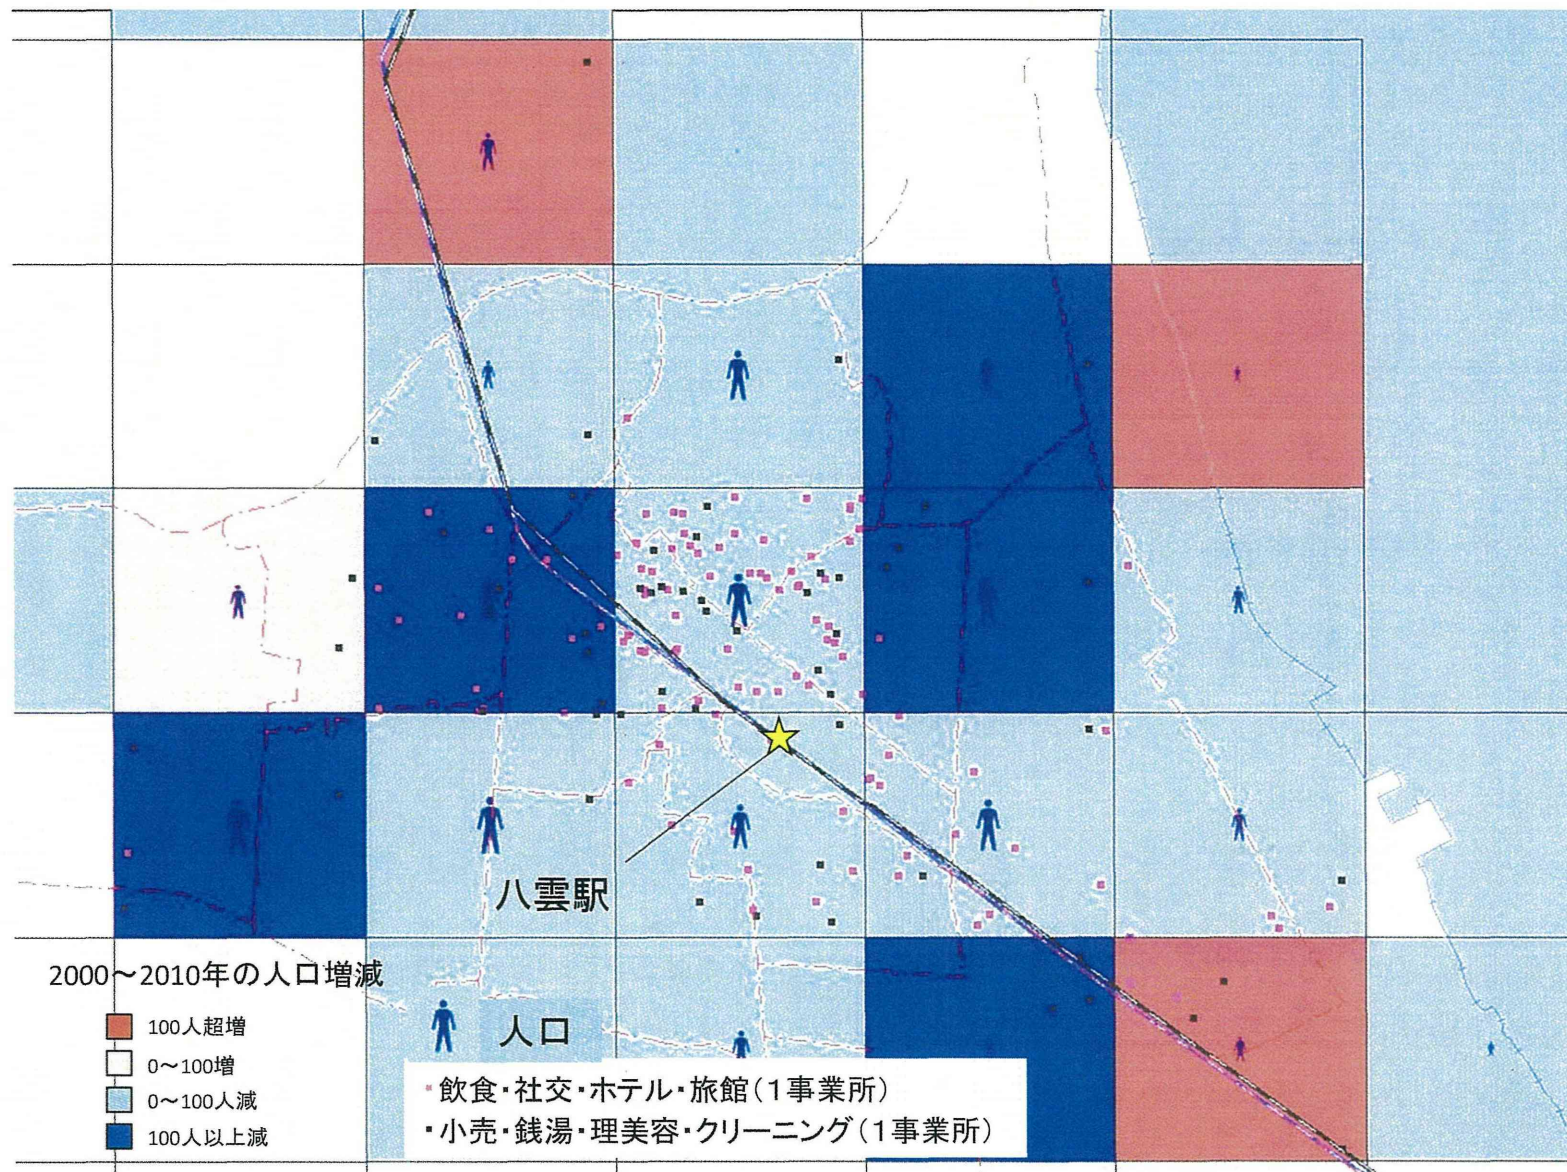 八雲駅
2000～2010年の人口増減
100人超増
0～100増
0～100人減
100人以上減
人口
飲食・社交・ホテル・旅館（1事業所）
・小売・銭湯・理美容・クリーニング（1事業所）